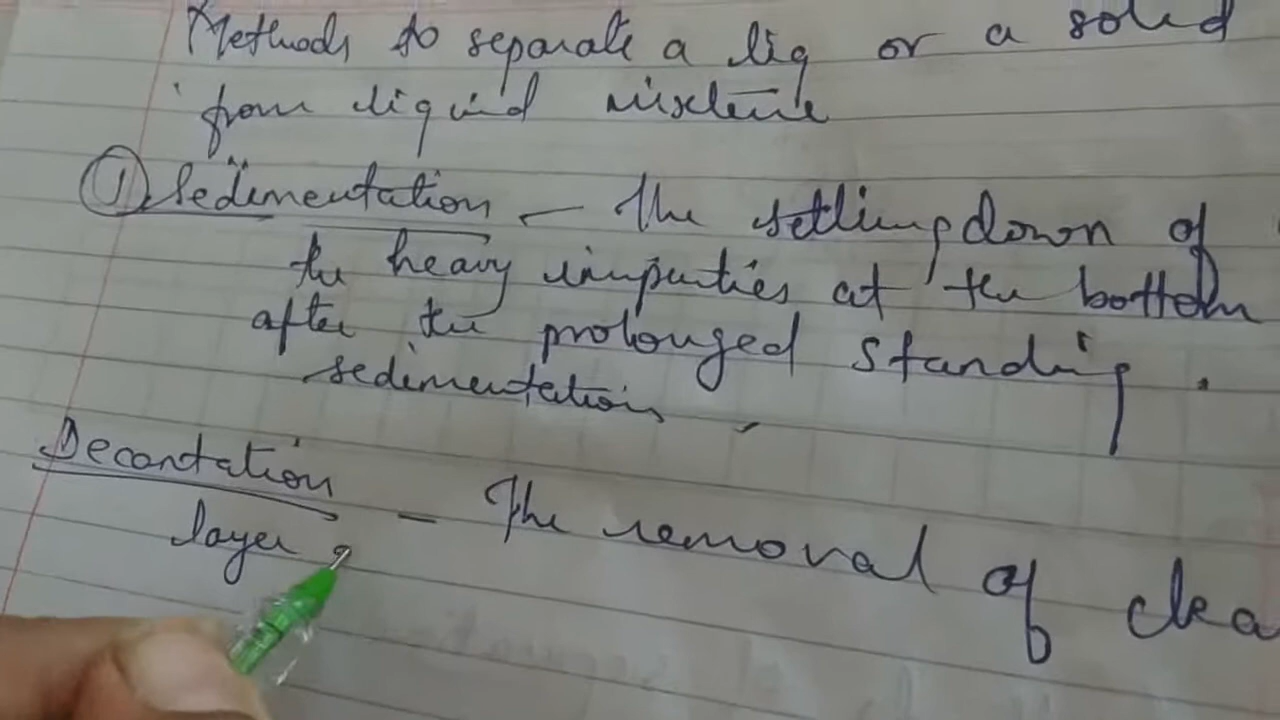 Methods to separate a liq or a solid
from liquid mixture
① Sedimentation – The settling down of
the heavy impurties at the bottom
after the prolonged standing.
sedimentation,
Decantation – The removal of clea
layer o